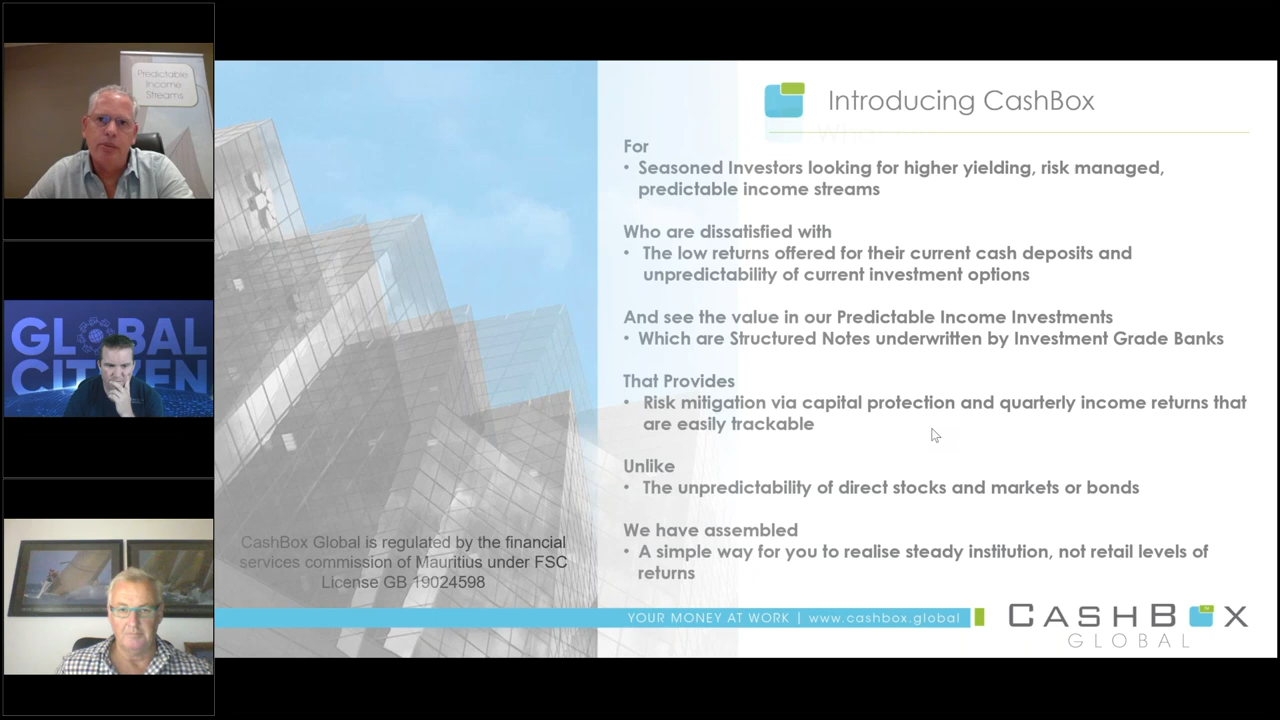 Predictable
Income
Streams
GLOBAL
CITIZEN
Introducing CashBox
For
• Seasoned Investors looking for higher yielding, risk managed,
predictable income streams
Who are dissatisfied with
• The low returns offered for their current cash deposits and
unpredictability of current investment options
And see the value in our Predictable Income Investments
• Which are Structured Notes underwritten by Investment Grade Banks
That Provides
• Risk mitigation via capital protection and quarterly income returns that
are easily trackable
Unlike
• The unpredictability of direct stocks and markets or bonds
We have assembled
• A simple way for you to realise steady institution, not retail levels of
returns
CashBox Global is regulated by the financial
services commission of Mauritius under FSC
License GB 19024598
YOUR MONEY AT WORK | www.cashbox.global
CASHBOX
GLOBAL